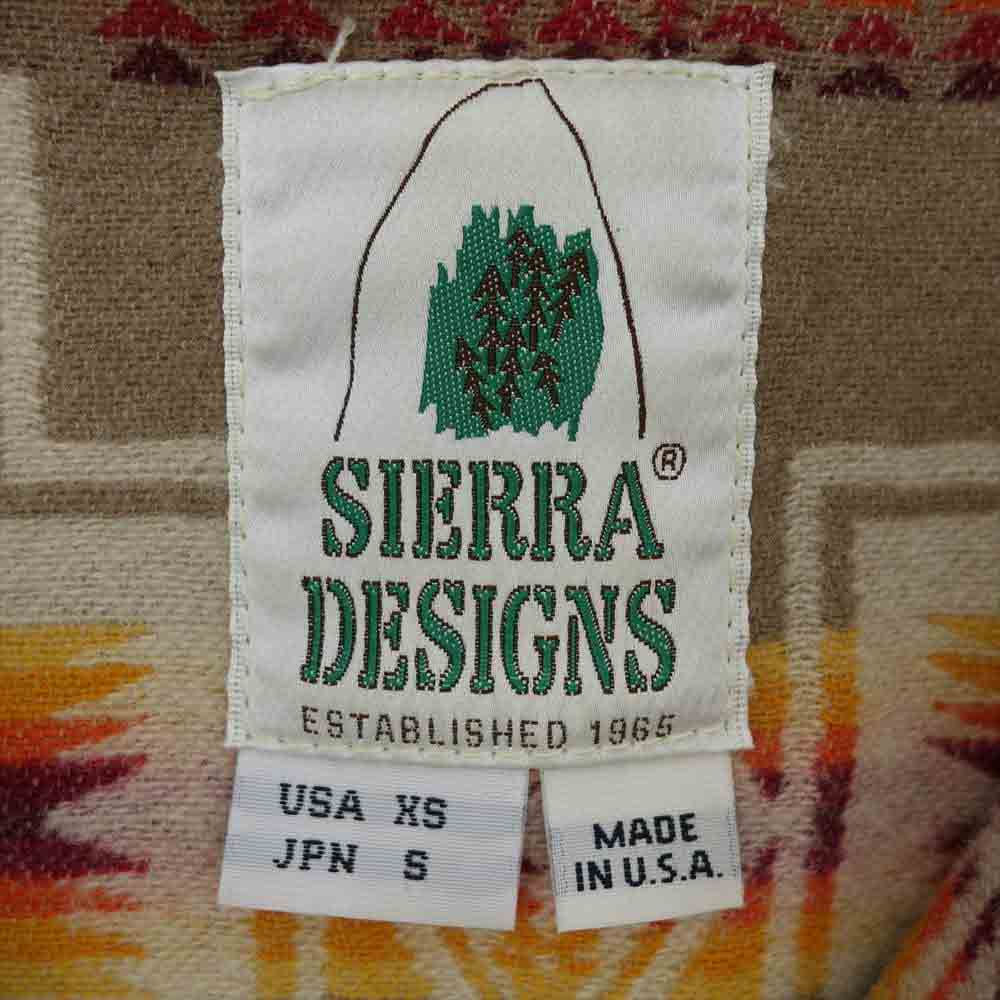 SIERRA®
DESIGNS
ESTABLISHED 1965
USA XS
JPN S
MADE
IN U.S.A.